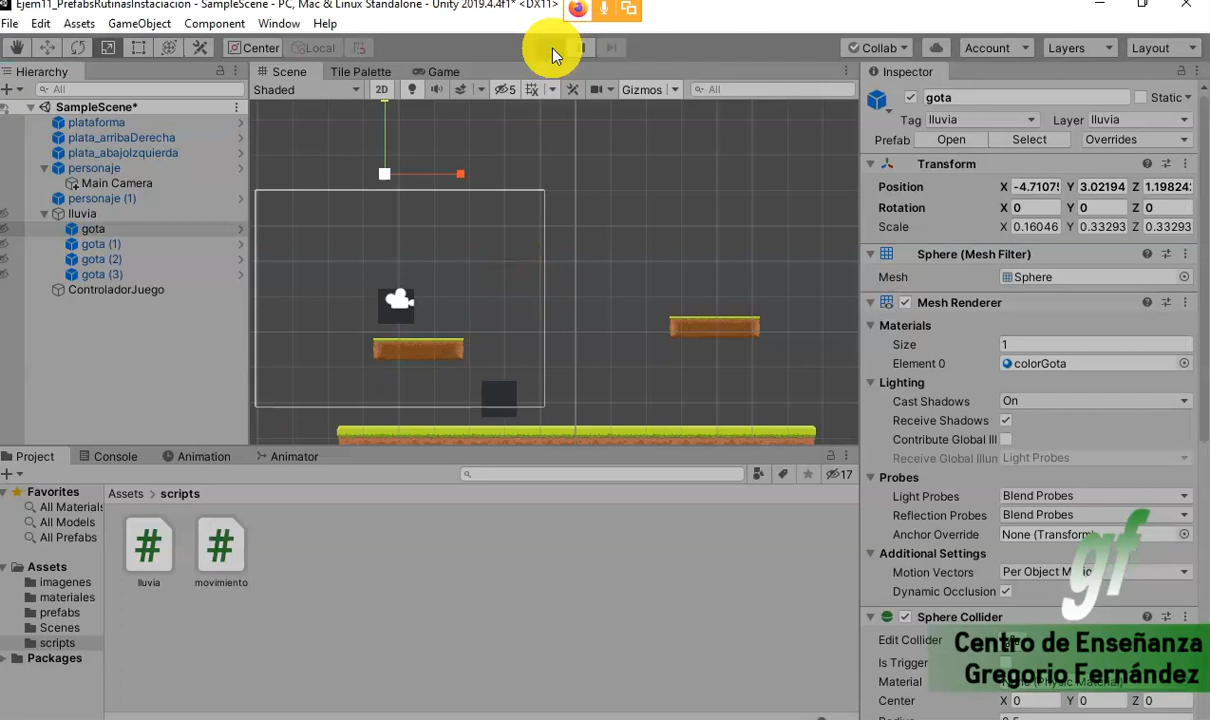 Ejem11_PrefabsRutinasInstaciacion - SampleScene - PC, Mac & Linux Standalone - Unity 2019.4.4f1* <DX11>
File Edit Assets GameObject Component Window Help
Center Local Collab Account Layers Layout
Hierarchy
All
SampleScene*
plataforma
plata_arribaDerecha
plata_abajoIzquierda
personaje
Main Camera
personaje (1)
lluvia
gota
gota (1)
gota (2)
gota (3)
ControladorJuego
Scene Tile Palette Game
Shaded 2D 5 Gizmos All
Inspector
gota Static
Tag lluvia Layer lluvia
Prefab Open Select Overrides
Transform
Position X -4.7107 Y 3.02194 Z 1.1982
Rotation X 0 Y 0 Z 0
Scale X 0.16046 Y 0.33293 Z 0.33293
Sphere (Mesh Filter)
Mesh Sphere
Mesh Renderer
Materials
Size 1
Element 0 colorGota
Lighting
Cast Shadows On
Receive Shadows
Contribute Global Ill
Receive Global Illun Light Probes
Probes
Light Probes Blend Probes
Reflection Probes Blend Probes
Anchor Override None (Transform)
Additional Settings
Motion Vectors Per Object
Dynamic Occlusion
Sphere Collider
Edit Collider
Is Trigger
Material
Center X 0 Y 0 Z 0
gf
Centro de Enseñanza
Gregorio Fernández
Project Console Animation Animator
17
Favorites
All Materials
All Models
All Prefabs
Assets
imagenes
materiales
prefabs
Scenes
scripts
Packages
Assets > scripts
# #
lluvia movimiento